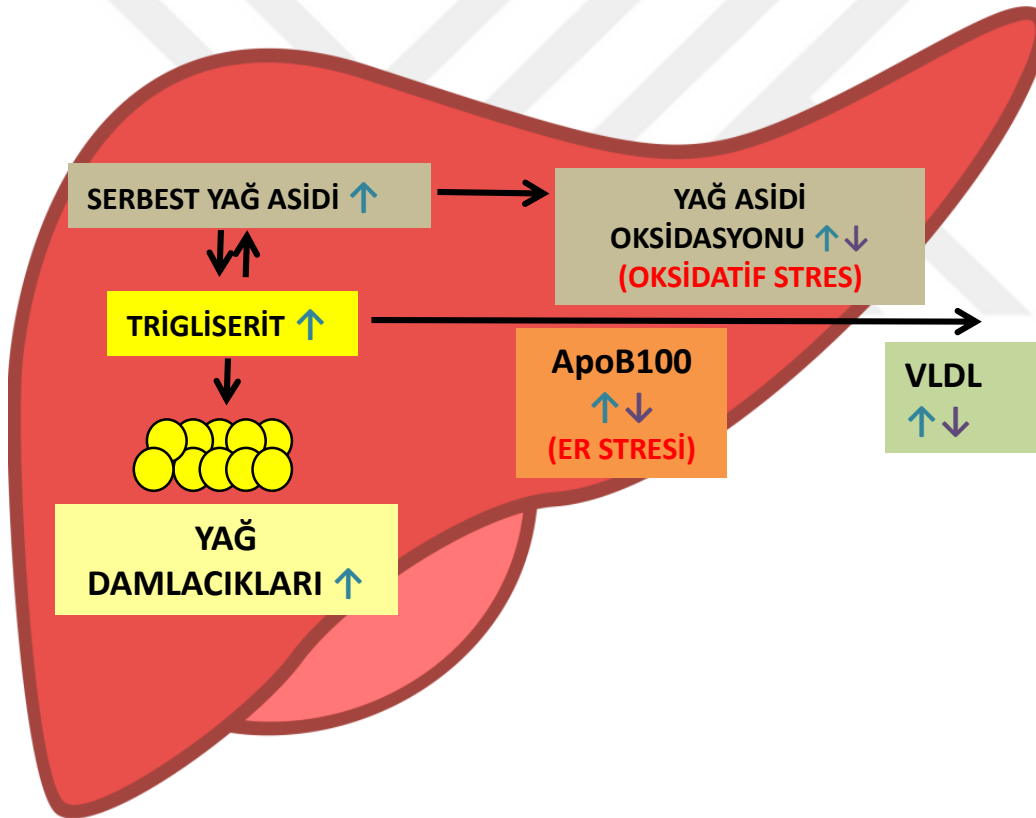 SERBEST YAĞ ASİDİ ↑
YAĞ ASİDİ
OKSİDASYONU ↑↓
(OKSİDATİF STRES)
TRİGLİSERİT ↑
ApoB100
↑↓
(ER STRESİ)
VLDL
↑↓
YAĞ
DAMLACIKLARI ↑